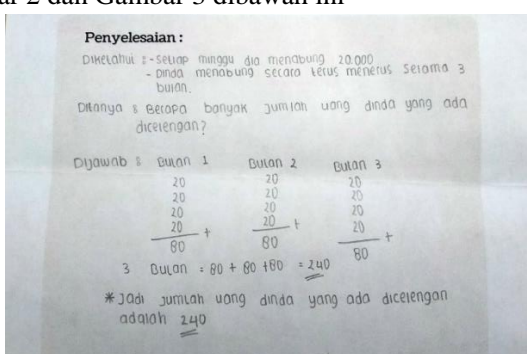 ar 2 dan Gambar 3 dibawah ini
Penyelesaian :
Diketahui : - Setiap minggu dia menabung 20.000
- Dinda menabung secara terus menerus selama 3
bulan.
Ditanya : Berapa banyak jumlah uang dinda yang ada
dicelengan?
Dijawab : Bulan 1 Bulan 2 Bulan 3
20 20 20
20 20 20
20 20 20
20 + 20 + 20 +
80 80 80
3 Bulan = 80 + 80 +80 = 240
* Jadi jumlah uang dinda yang ada dicelengan
adalah 240